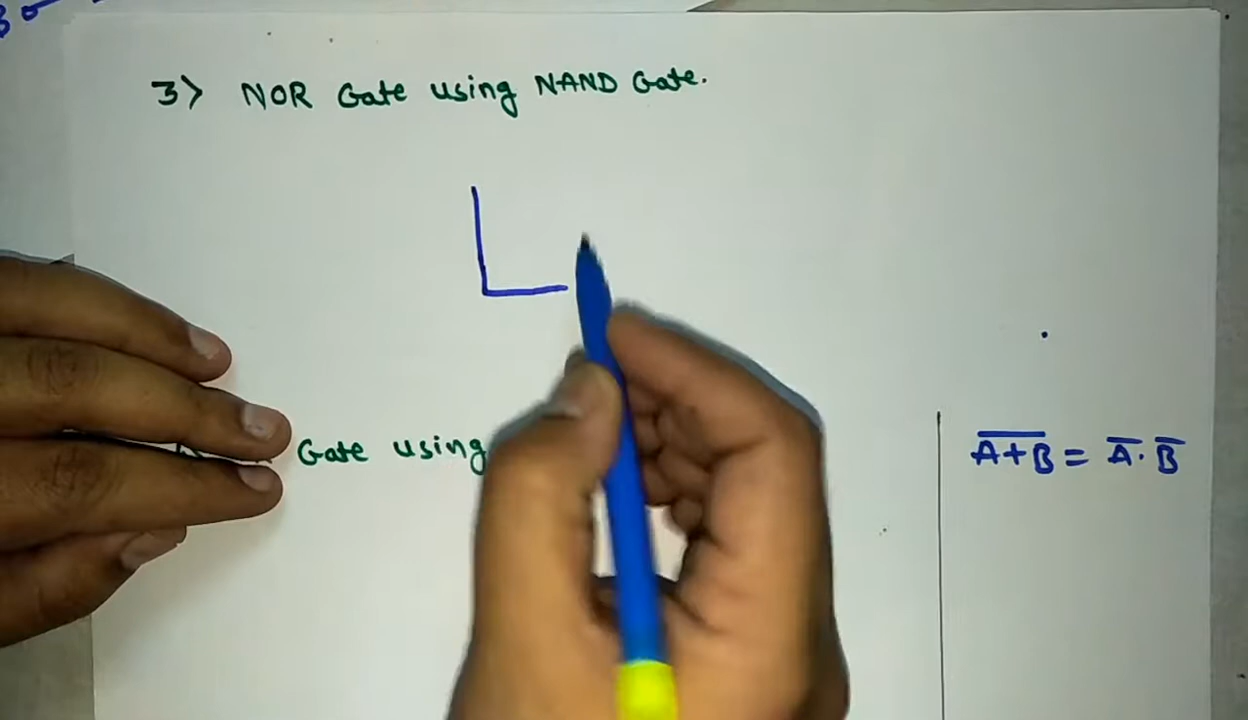 3> NOR Gate using NAND Gate.
Gate using
A+B̅ = A̅ · B̅